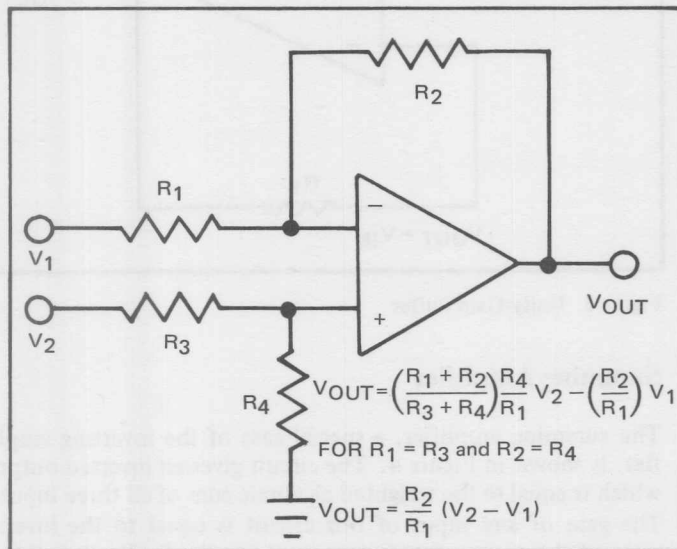 R2
R1
−
V1
VOUT
V2
+
R3
R4
VOUT = (R1 + R2 / R3 + R4) R4 / R1 V2 − (R2 / R1) V1
FOR R1 = R3 and R2 = R4
VOUT = R2 / R1 (V2 − V1)